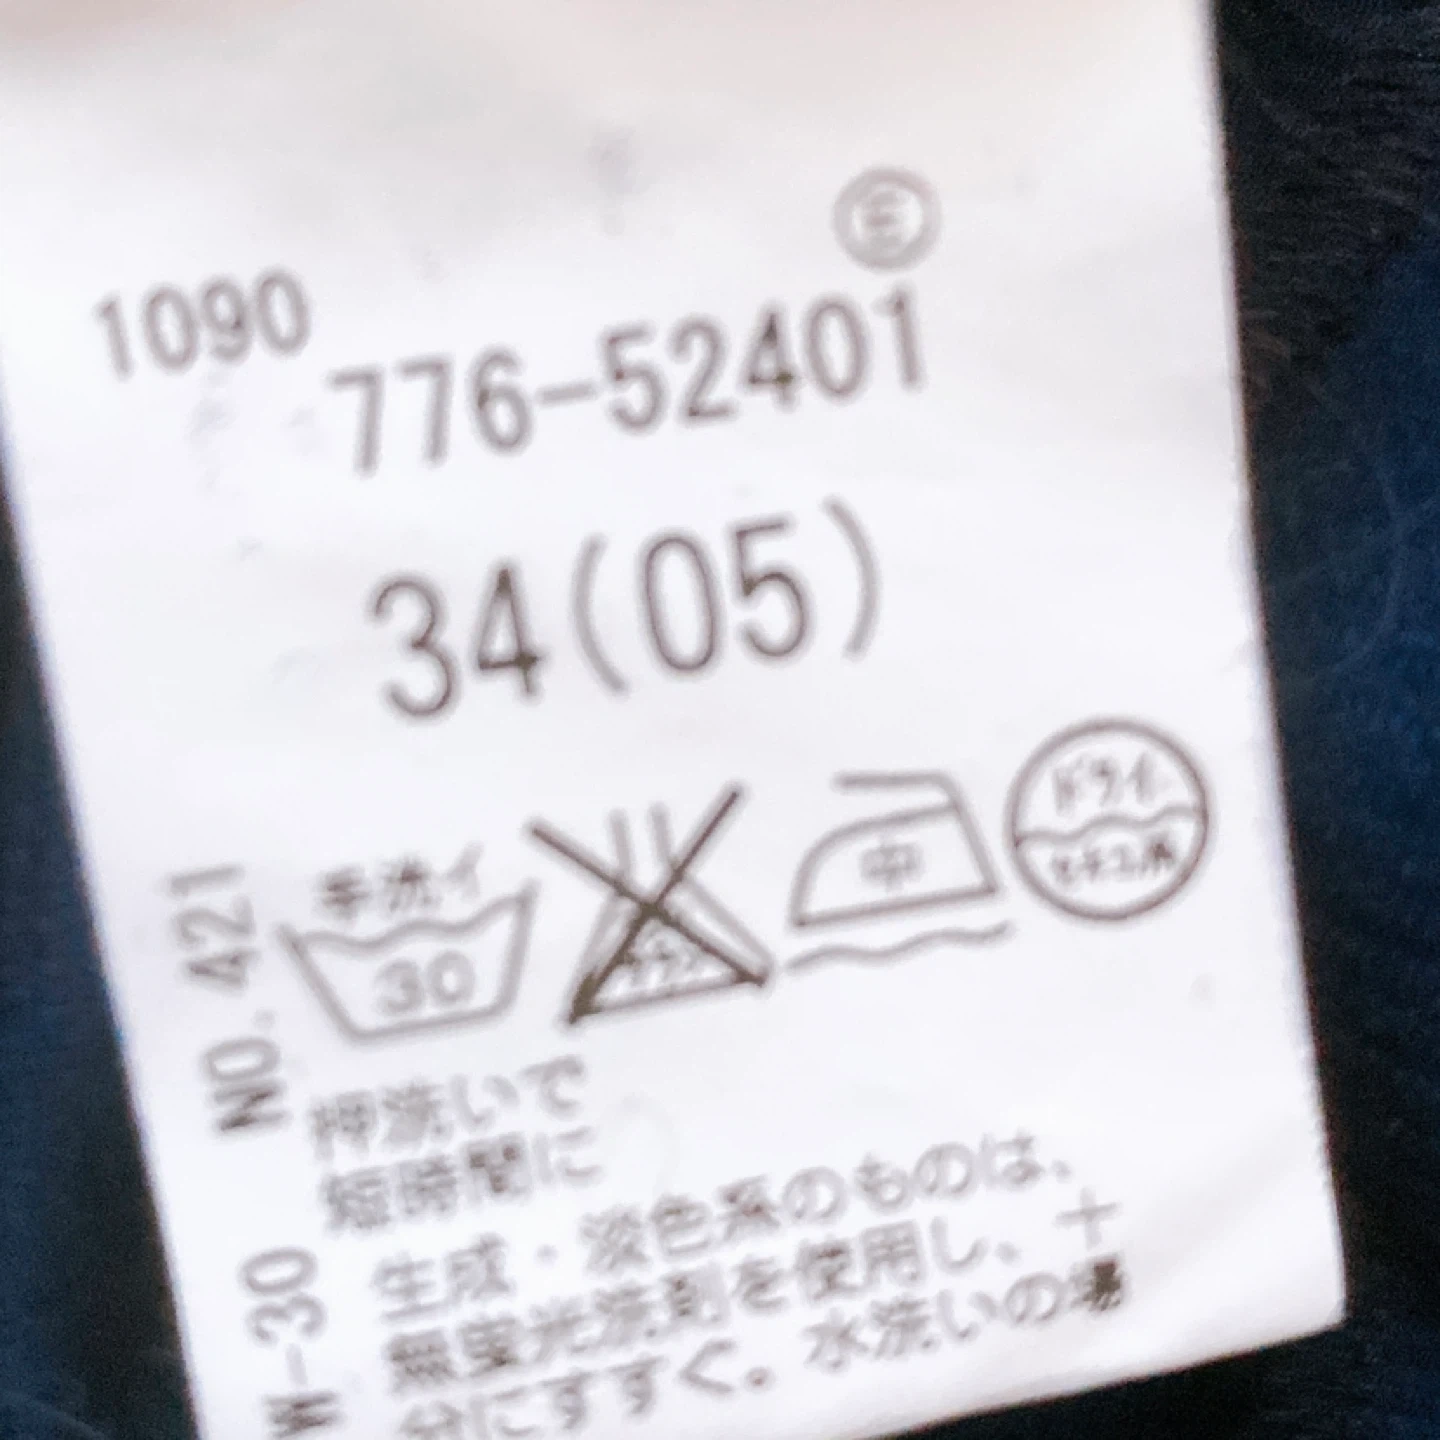 E
1090
776-52401
34(05)
手洗イ
30
中
ドライ
セキユ系
NO. 421
押洗いで
短時間に
生成・淡色系のものは、
無蛍光洗剤を使用し、十
分にすすぐ。水洗いの場
W-30